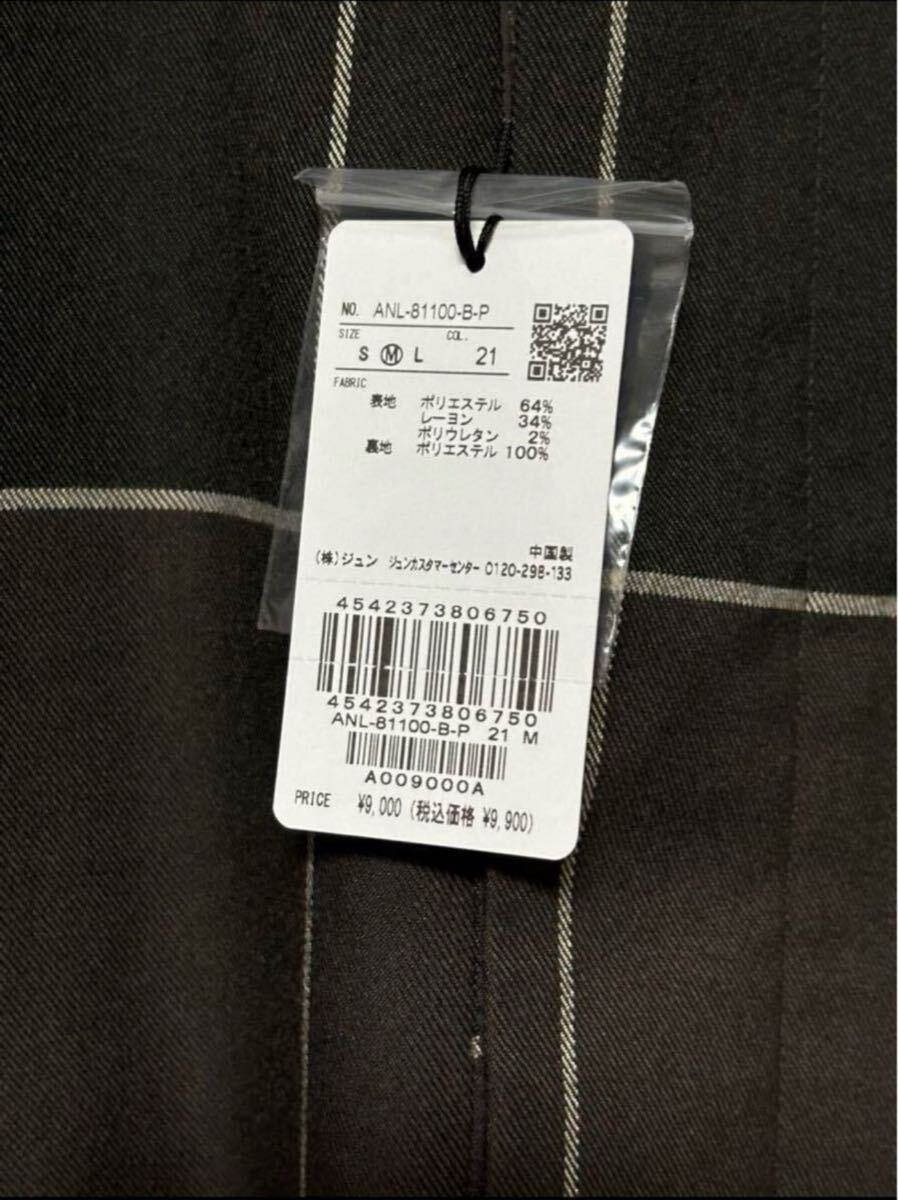 NO. ANL-81100-B-P
SIZE COL.
S M L 21
FABRIC
表地 ポリエステル 64%
レーヨン 34%
ポリウレタン 2%
裏地 ポリエステル 100%
中国製
(株)ジュン ジュンカスタマーセンター 0120-298-133
4542373806750
4542373806750
ANL-81100-B-P 21 M
A009000A
PRICE ¥9,000 (税込価格 ¥9,900)